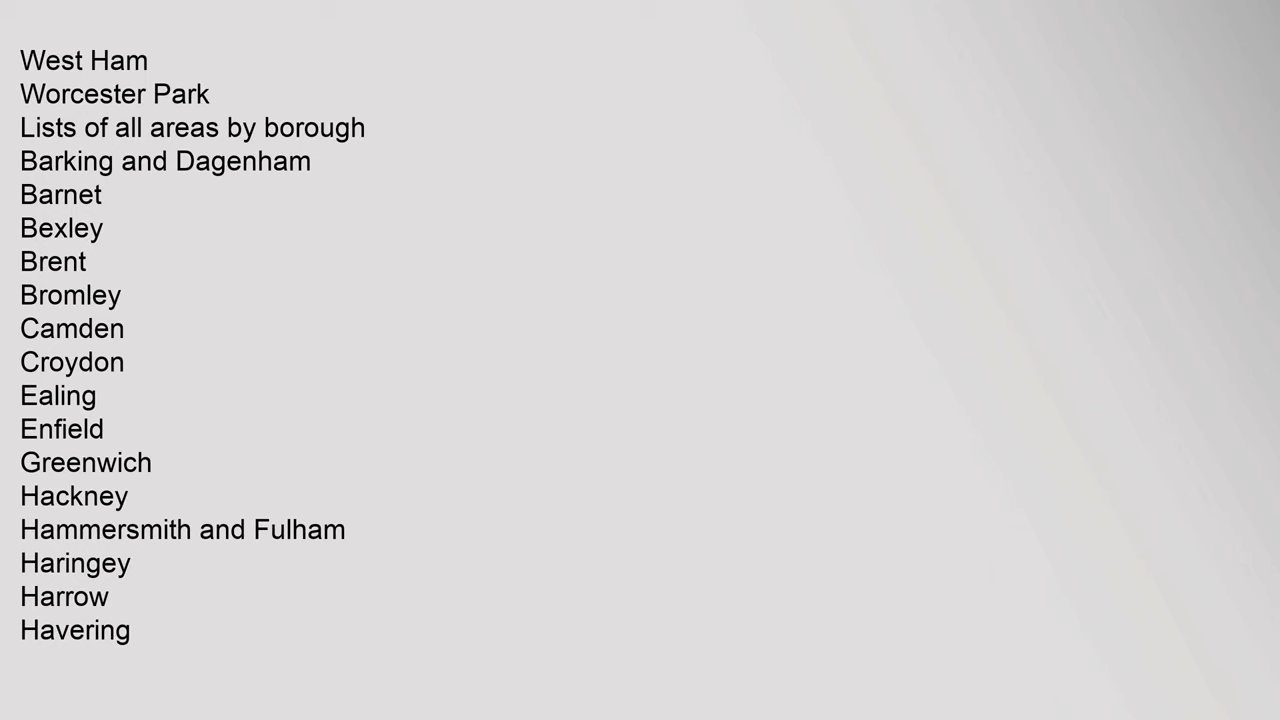 West Ham
Worcester Park
Lists of all areas by borough
Barking and Dagenham
Barnet
Bexley
Brent
Bromley
Camden
Croydon
Ealing
Enfield
Greenwich
Hackney
Hammersmith and Fulham
Haringey
Harrow
Havering